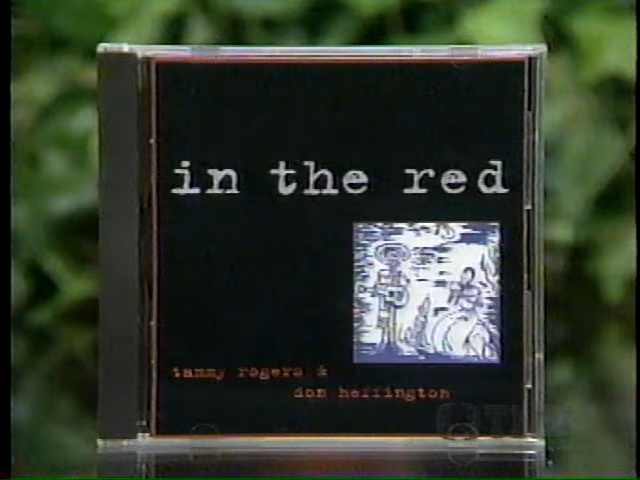 in the red
tammy rogers &
don heffington